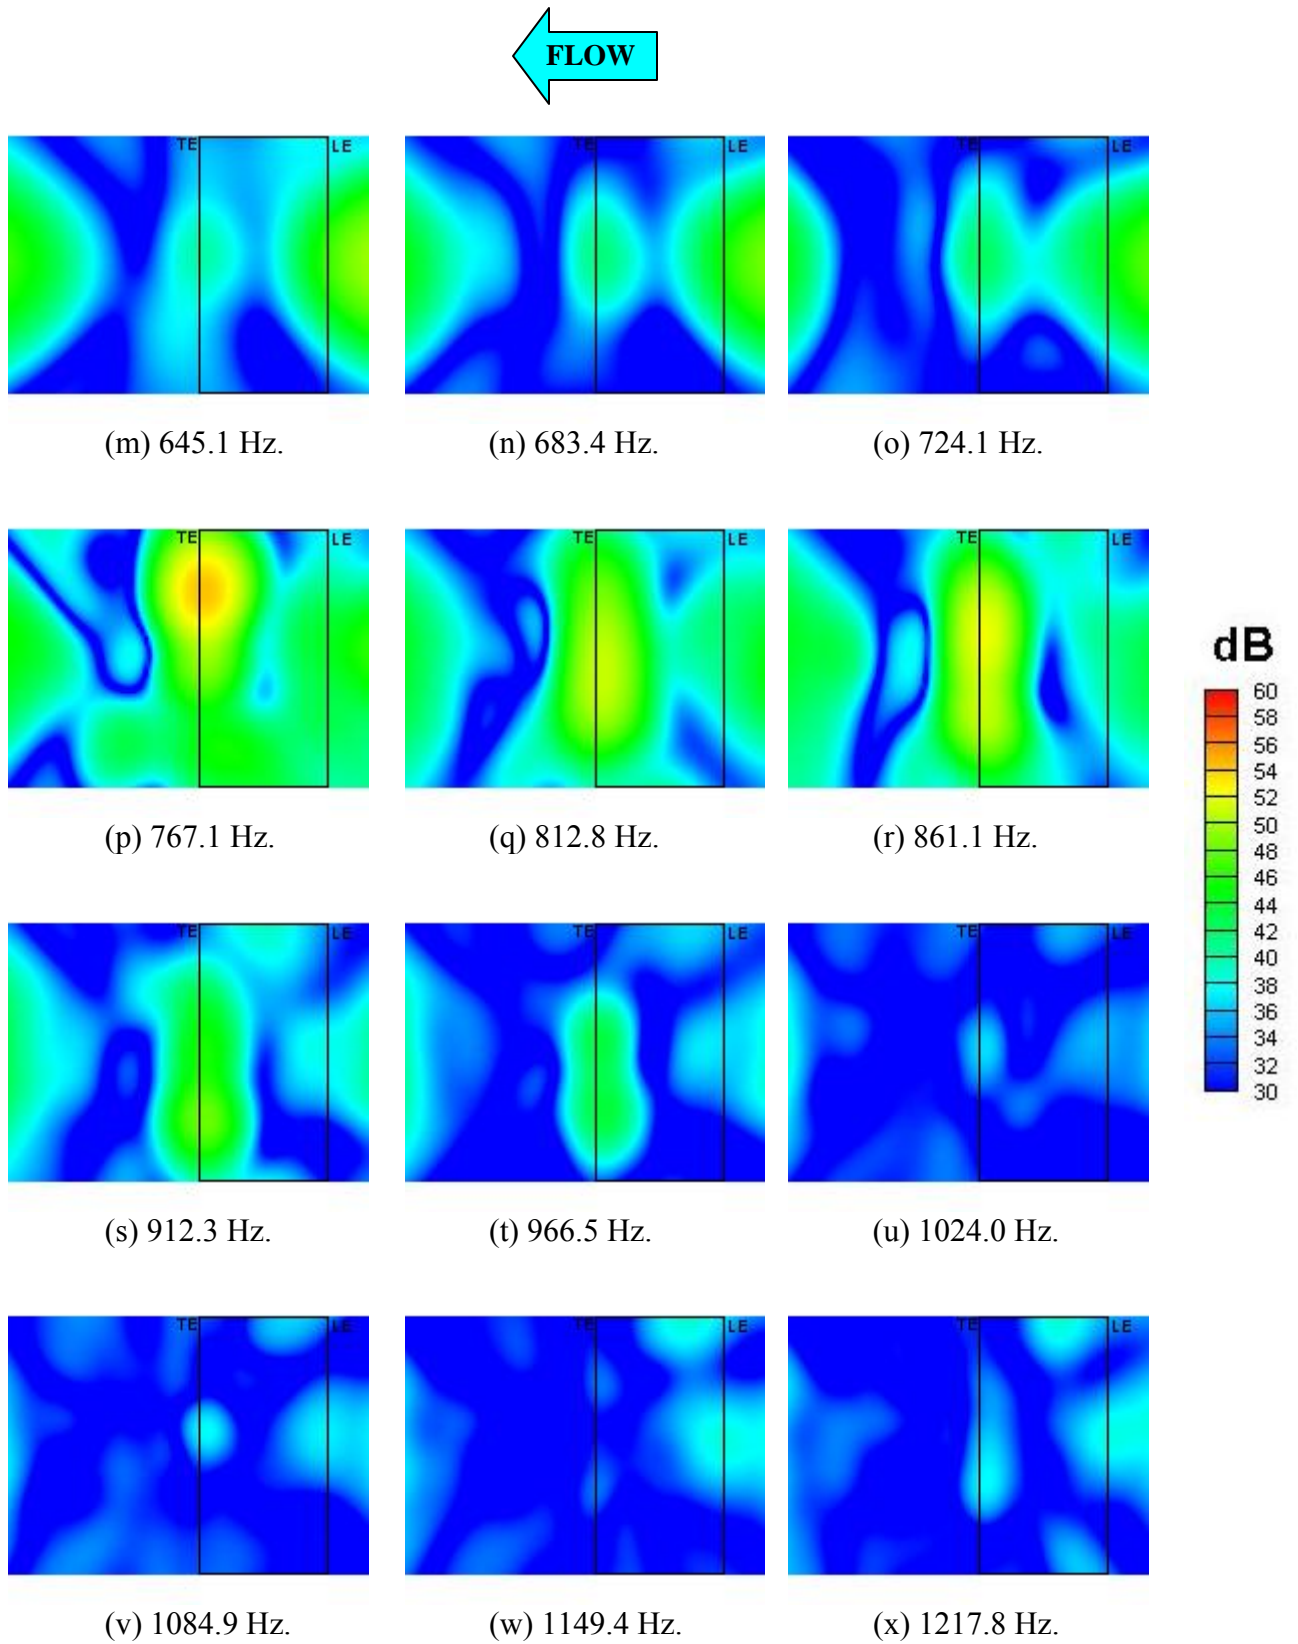 FLOW
TE LE TE LE TE LE
(m) 645.1 Hz. (n) 683.4 Hz. (o) 724.1 Hz.
TE LE TE LE TE LE
(p) 767.1 Hz. (q) 812.8 Hz. (r) 861.1 Hz.
dB
60
58
56
54
52
50
48
46
44
42
40
38
36
34
32
30
TE LE TE LE TE LE
(s) 912.3 Hz. (t) 966.5 Hz. (u) 1024.0 Hz.
TE LE TE LE TE LE
(v) 1084.9 Hz. (w) 1149.4 Hz. (x) 1217.8 Hz.